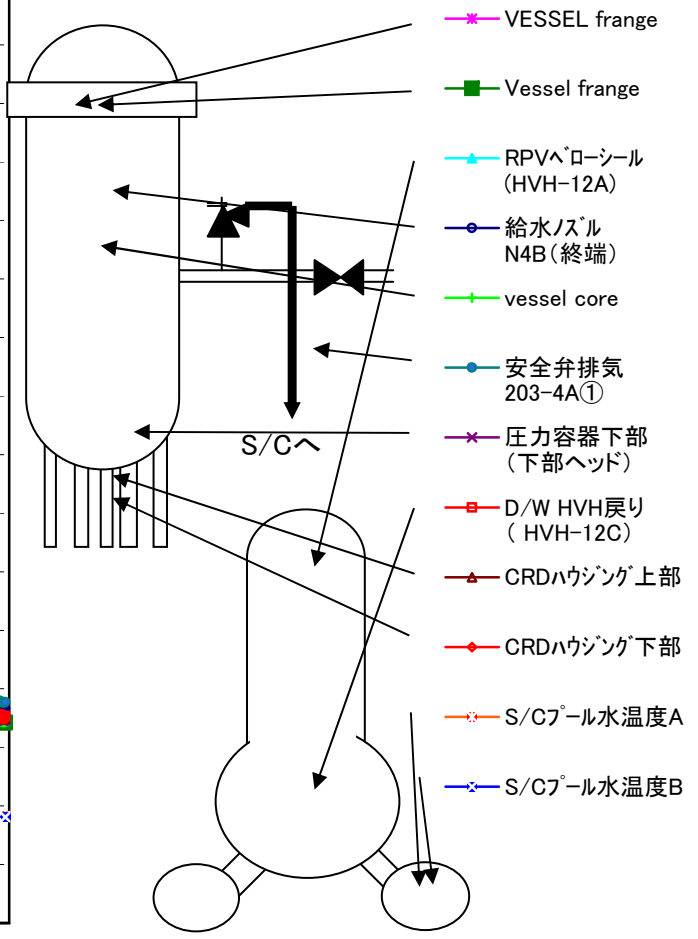 VESSEL frange
Vessel frange
RPVベローシール
(HVH-12A)
給水ノズル
N4B(終端)
vessel core
安全弁排気
203-4A①
S/Cへ
圧力容器下部
(下部ヘッド)
D/W HVH戻り
( HVH-12C)
CRDハウジング上部
CRDハウジング下部
S/Cプール水温度A
S/Cプール水温度B